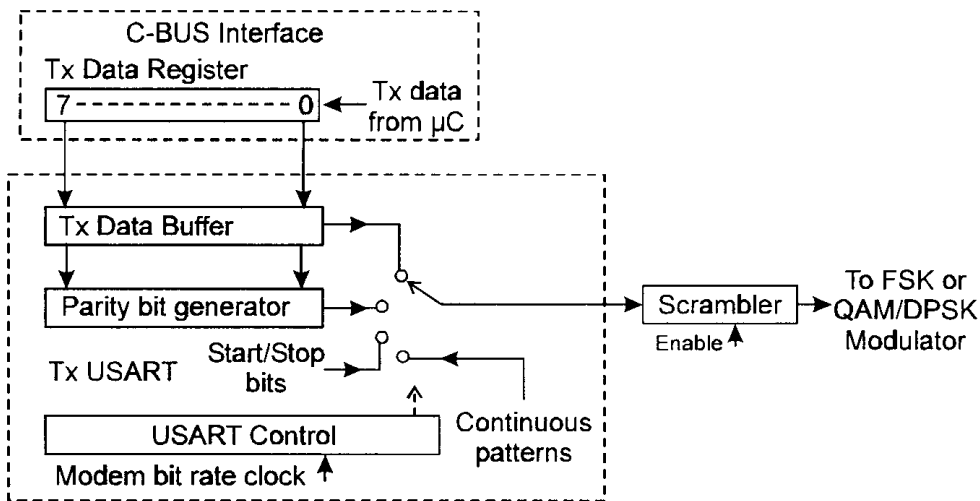 C-BUS Interface
Tx Data Register
7 0
Tx data
from µC
Tx Data Buffer
Parity bit generator
Start/Stop
bits
Tx USART
USART Control
Modem bit rate clock
Continuous
patterns
Scrambler
Enable
To FSK or
QAM/DPSK
Modulator